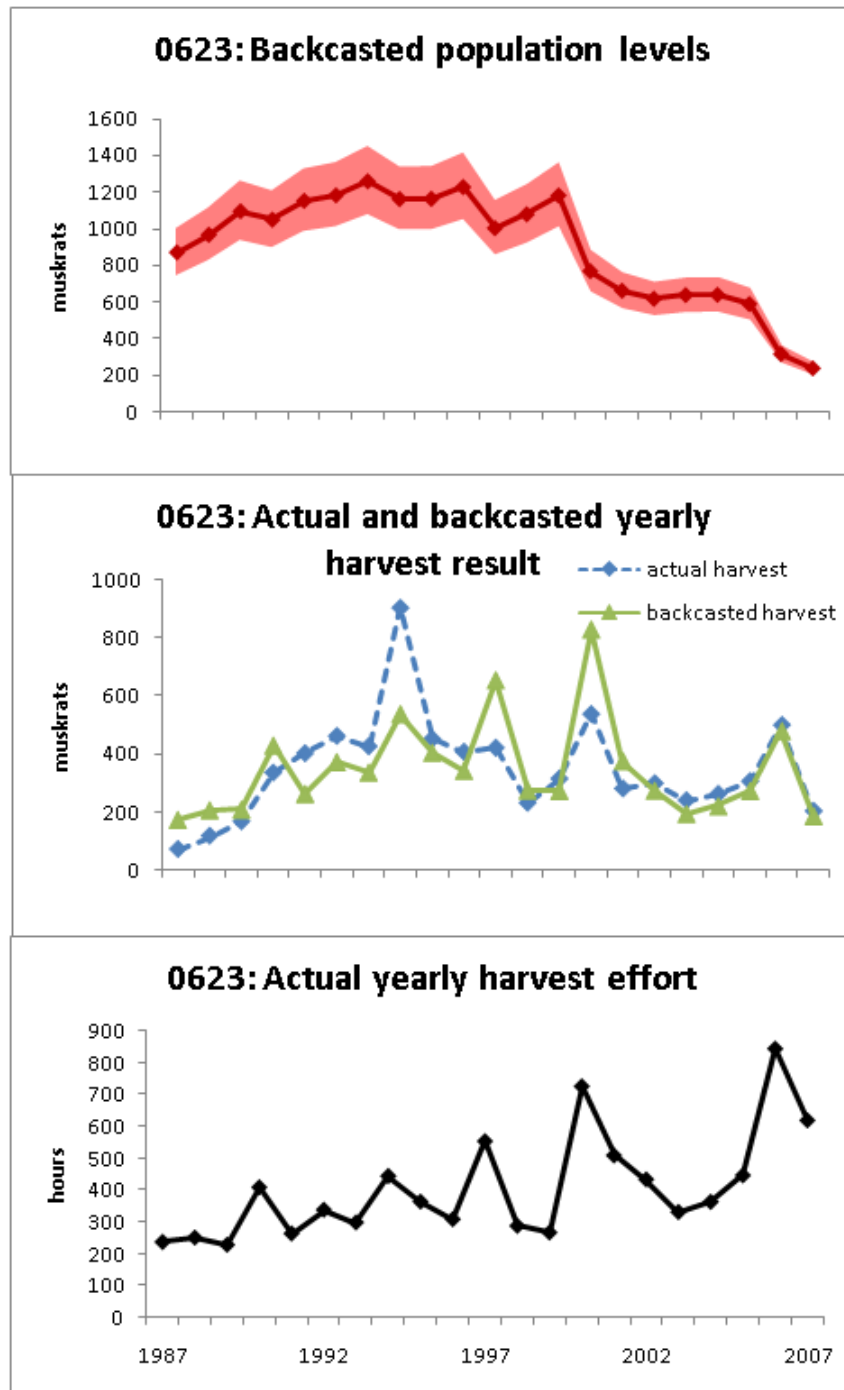 0623: Backcasted population levels
1600
1400
1200
1000
800
600
400
200
0
muskrats
0623: Actual and backcasted yearly
harvest result
actual harvest
backcasted harvest
1000
800
600
400
200
0
muskrats
0623: Actual yearly harvest effort
900
800
700
600
500
400
300
200
100
0
hours
1987 1992 1997 2002 2007